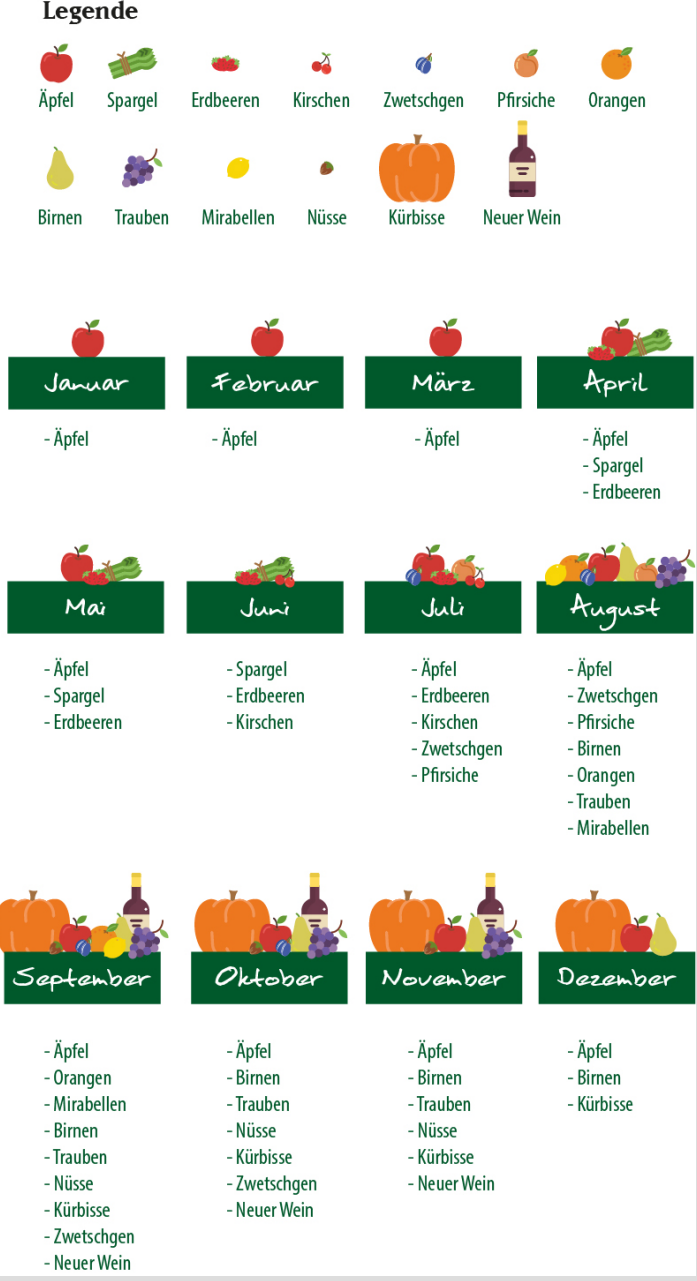 Legende
Äpfel Spargel Erdbeeren Kirschen Zwetschgen Pfirsiche Orangen
Birnen Trauben Mirabellen Nüsse Kürbisse Neuer Wein
Januar
- Äpfel
Februar
- Äpfel
März
- Äpfel
April
- Äpfel
- Spargel
- Erdbeeren
Mai
- Äpfel
- Spargel
- Erdbeeren
Juni
- Spargel
- Erdbeeren
- Kirschen
Juli
- Äpfel
- Erdbeeren
- Kirschen
- Zwetschgen
- Pfirsiche
August
- Äpfel
- Zwetschgen
- Pfirsiche
- Birnen
- Orangen
- Trauben
- Mirabellen
September
- Äpfel
- Orangen
- Mirabellen
- Birnen
- Trauben
- Nüsse
- Kürbisse
- Zwetschgen
- Neuer Wein
Oktober
- Äpfel
- Birnen
- Trauben
- Nüsse
- Kürbisse
- Zwetschgen
- Neuer Wein
November
- Äpfel
- Birnen
- Trauben
- Nüsse
- Kürbisse
- Neuer Wein
Dezember
- Äpfel
- Birnen
- Kürbisse